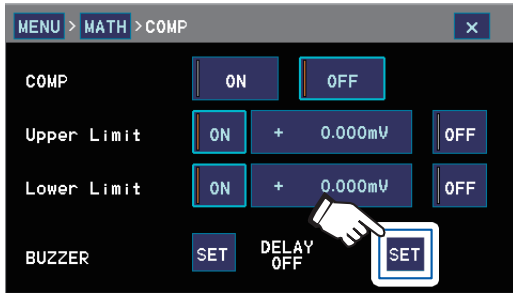 MENU > MATH > COMP ×
COMP ON OFF
Upper Limit ON + 0.000mV OFF
Lower Limit ON + 0.000mV OFF
BUZZER SET DELAY OFF SET